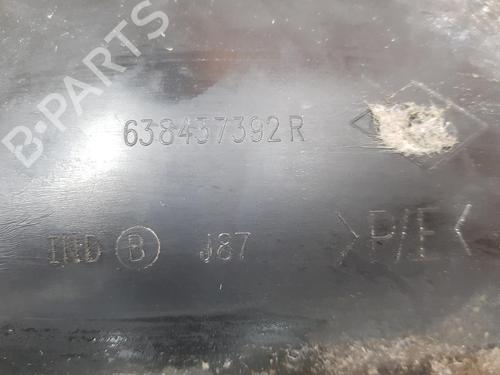 B-PARTS
638437392R
IND B J87
>P/E<